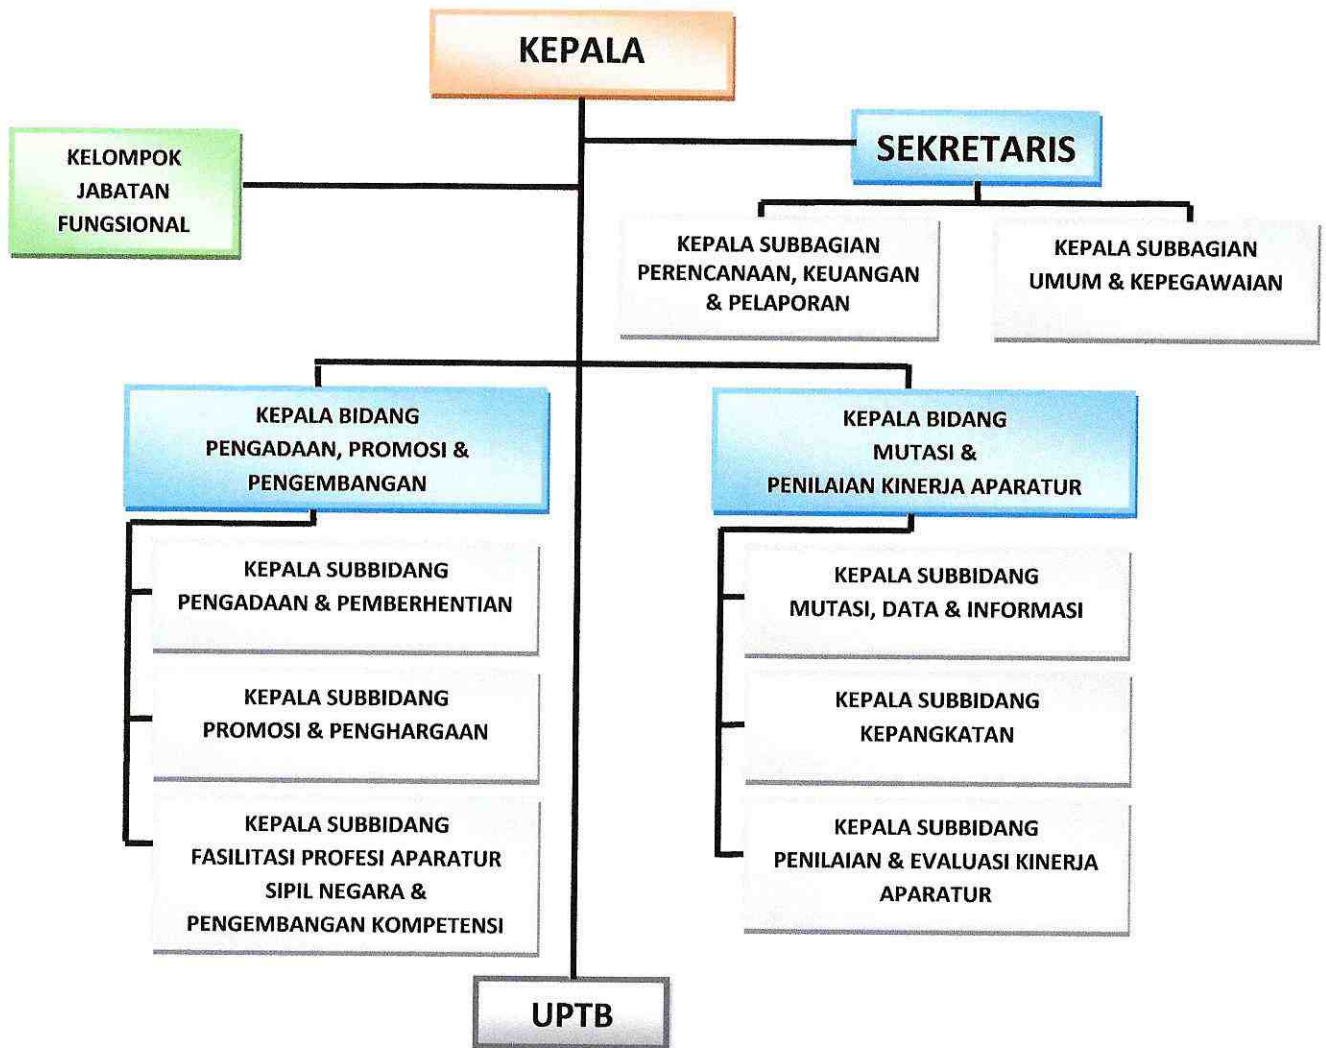 KEPALA
SEKRETARIS
KELOMPOK
JABATAN
FUNGSIONAL
KEPALA SUBBAGIAN
PERENCANAAN, KEUANGAN
& PELAPORAN
KEPALA SUBBAGIAN
UMUM & KEPEGAWAIAN
KEPALA BIDANG
PENGADAAN, PROMOSI &
PENGEMBANGAN
KEPALA BIDANG
MUTASI &
PENILAIAN KINERJA APARATUR
KEPALA SUBBIDANG
PENGADAAN & PEMBERHENTIAN
KEPALA SUBBIDANG
PROMOSI & PENGHARGAAN
KEPALA SUBBIDANG
FASILITASI PROFESI APARATUR
SIPIL NEGARA &
PENGEMBANGAN KOMPETENSI
KEPALA SUBBIDANG
MUTASI, DATA & INFORMASI
KEPALA SUBBIDANG
KEPANGKATAN
KEPALA SUBBIDANG
PENILAIAN & EVALUASI KINERJA
APARATUR
UPTB